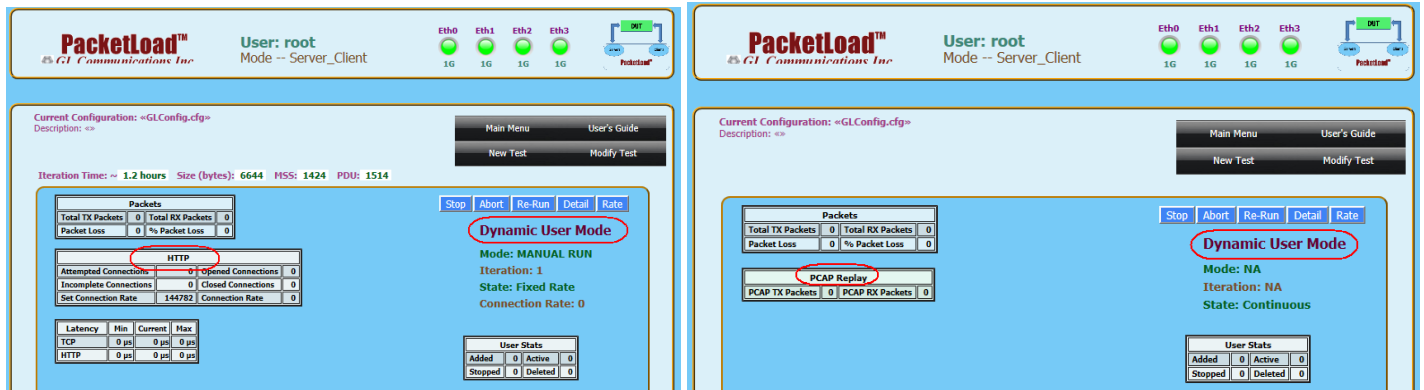 PacketLoad™
GL Communications Inc
User: root
Mode -- Server_Client
Eth0 Eth1 Eth2 Eth3
1G 1G 1G 1G
DUT
PacketLoad™
Current Configuration: «GLConfig.cfg»
Description: «»
Main Menu User's Guide
New Test Modify Test
Iteration Time: ~ 1.2 hours Size (bytes): 6644 MSS: 1424 PDU: 1514
Packets
Total TX Packets 0 Total RX Packets 0
Packet Loss 0 % Packet Loss 0
HTTP
Attempted Connections 0 Opened Connections 0
Incomplete Connections 0 Closed Connections 0
Set Connection Rate 144782 Connection Rate 0
Latency Min Current Max
TCP 0 µs 0 µs 0 µs
HTTP 0 µs 0 µs 0 µs
Stop Abort Re-Run Detail Rate
Dynamic User Mode
Mode: MANUAL RUN
Iteration: 1
State: Fixed Rate
Connection Rate: 0
User Stats
Added 0 Active 0
Stopped 0 Deleted 0
PacketLoad™
GL Communications Inc
User: root
Mode -- Server_Client
Eth0 Eth1 Eth2 Eth3
1G 1G 1G 1G
DUT
PacketLoad™
Current Configuration: «GLConfig.cfg»
Description: «»
Main Menu User's Guide
New Test Modify Test
Packets
Total TX Packets 0 Total RX Packets 0
Packet Loss 0 % Packet Loss 0
PCAP Replay
PCAP TX Packets 0 PCAP RX Packets 0
Stop Abort Re-Run Detail Rate
Dynamic User Mode
Mode: NA
Iteration: NA
State: Continuous
User Stats
Added 0 Active 0
Stopped 0 Deleted 0